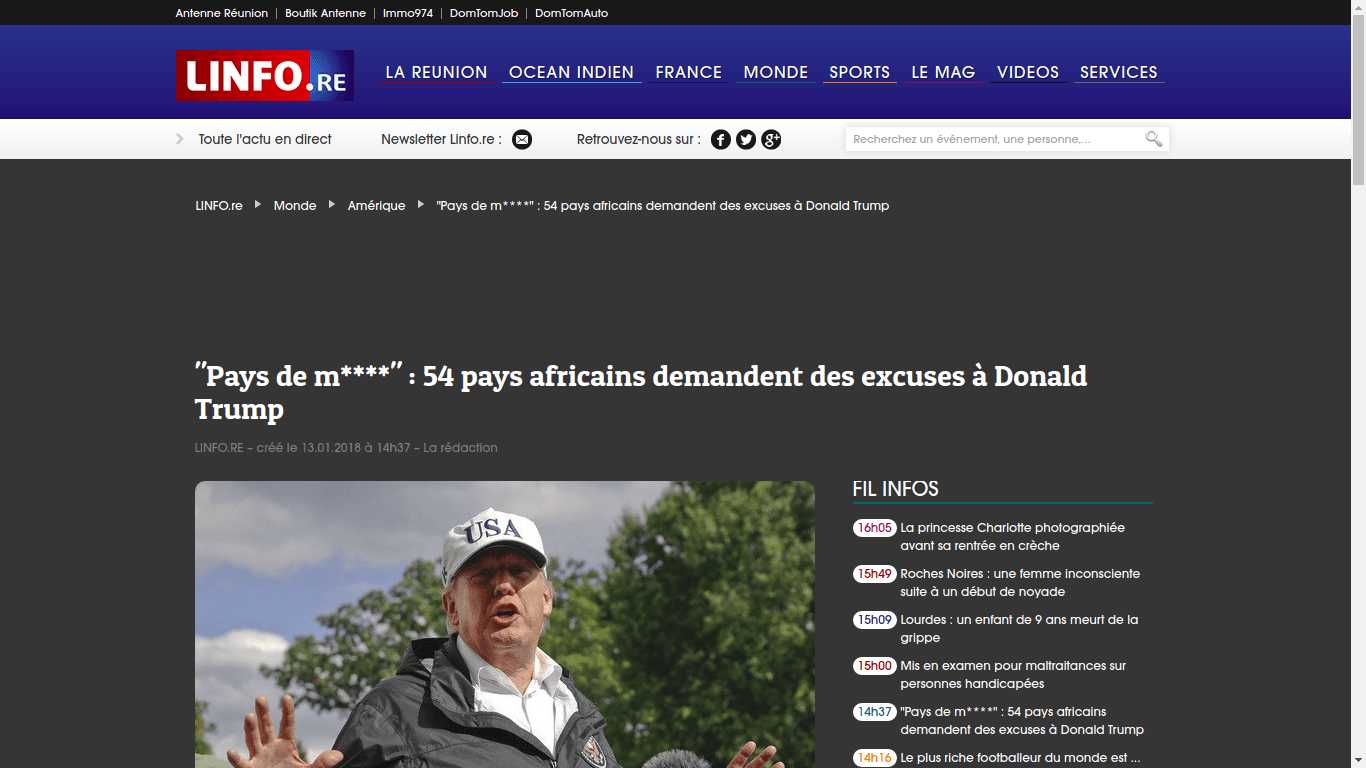 Antenne Réunion | Boutik Antenne | Immo974 | DomTomJob | DomTomAuto
LINFO.RE
LA REUNION OCEAN INDIEN FRANCE MONDE SPORTS LE MAG VIDEOS SERVICES
Toute l'actu en direct Newsletter Linfo.re : Retrouvez-nous sur : Recherchez un événement, une personne,...
LINFO.re Monde Amérique "Pays de m****" : 54 pays africains demandent des excuses à Donald Trump
"Pays de m****" : 54 pays africains demandent des excuses à Donald
Trump
LINFO.RE – créé le 13.01.2018 à 14h37 – La rédaction
USA
FIL INFOS
16h05 La princesse Charlotte photographiée
avant sa rentrée en crèche
15h49 Roches Noires : une femme inconsciente
suite à un début de noyade
15h09 Lourdes : un enfant de 9 ans meurt de la
grippe
15h00 Mis en examen pour maltraitances sur
personnes handicapées
14h37 "Pays de m****" : 54 pays africains
demandent des excuses à Donald Trump
14h16 Le plus riche footballeur du monde est ...